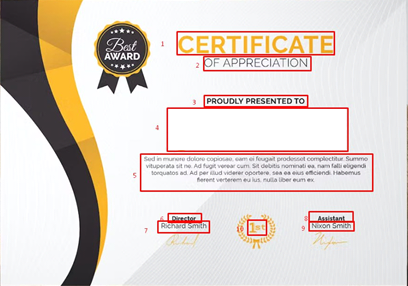 Best
AWARD
1 CERTIFICATE
2 OF APPRECIATION
3 PROUDLY PRESENTED TO
4
Sed in munere dolore copiosae, eam ei feugait prodesset complectitur. Summo
vituperata sit ne. Ad fugit verear cum. Sit debitis nominati ea, nam falli eligendi
5 torquatos ad. Ad per illud viderer oportere, sea ea eius efficiendi. Habemus
fierent verterem eu ius, nulla liber eum ex.
6 Director
7 Richard Smith
1st
8 Assistant
9 Nixon Smith